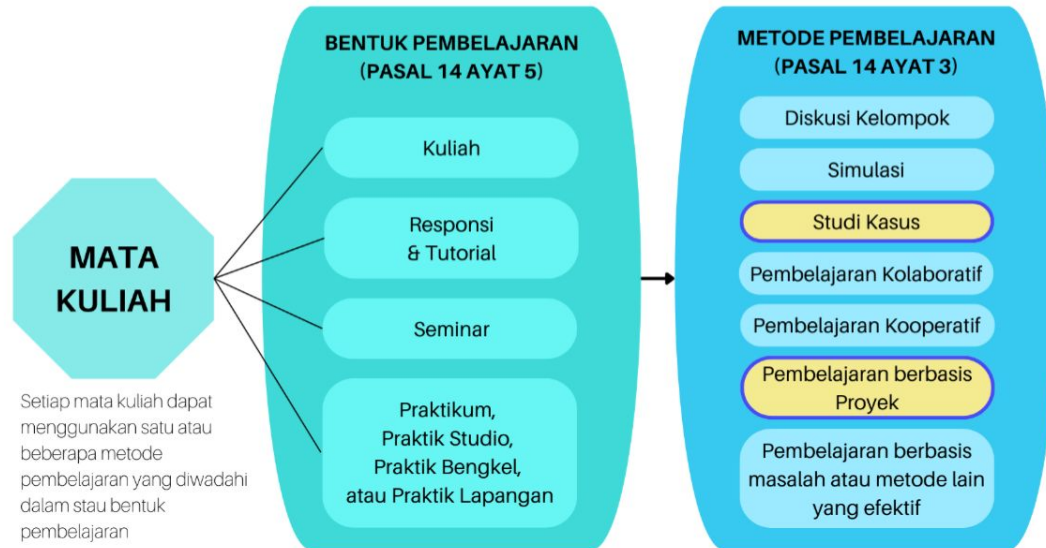 MATA
KULIAH
Setiap mata kuliah dapat
menggunakan satu atau
beberapa metode
pembelajaran yang diwadahi
dalam stau bentuk
pembelajaran
BENTUK PEMBELAJARAN
(PASAL 14 AYAT 5)
Kuliah
Responsi
& Tutorial
Seminar
Praktikum,
Praktik Studio,
Praktik Bengkel,
atau Praktik Lapangan
METODE PEMBELAJARAN
(PASAL 14 AYAT 3)
Diskusi Kelompok
Simulasi
Studi Kasus
Pembelajaran Kolaboratif
Pembelajaran Kooperatif
Pembelajaran berbasis
Proyek
Pembelajaran berbasis
masalah atau metode lain
yang efektif